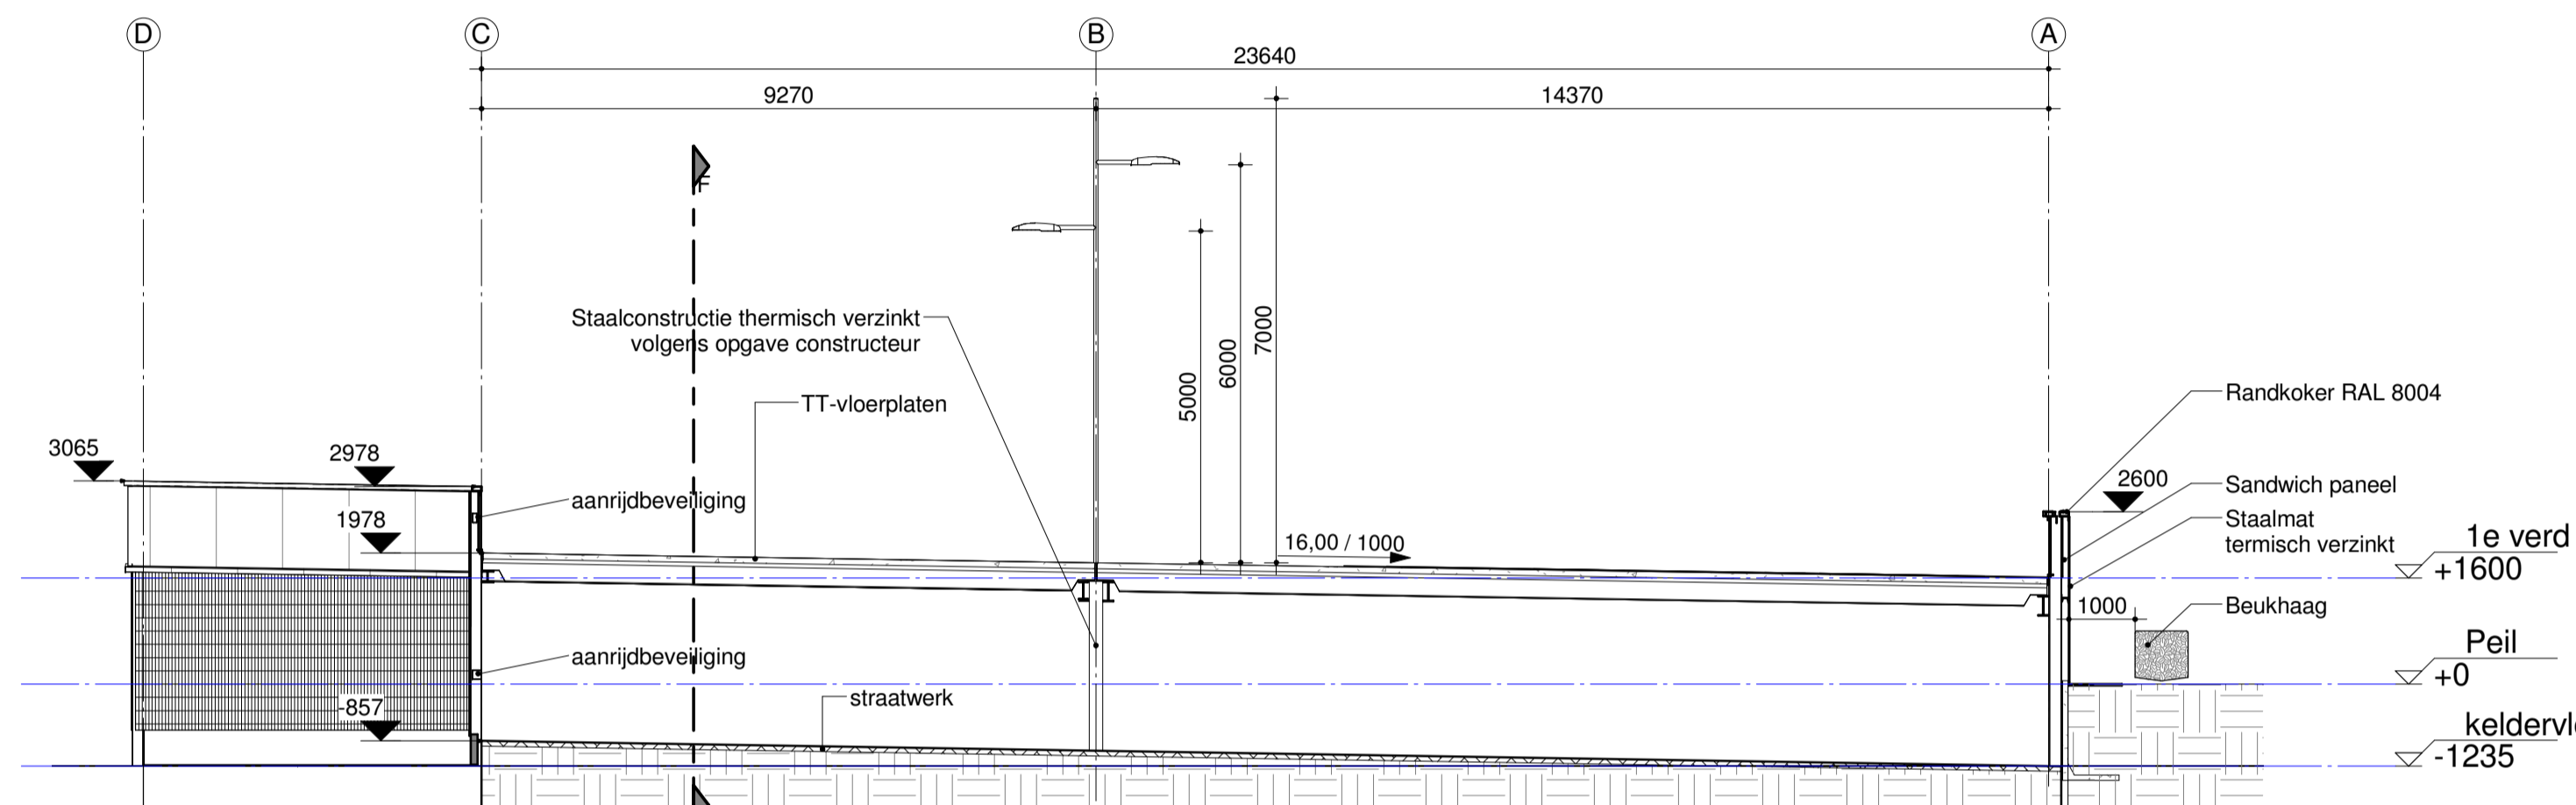 D
C
B
A
23640
9270
14370
F
Staalconstructie thermisch verzinkt
volgens opgave constructeur
TT-vloerplaten
5000
6000
7000
Randkoker RAL 8004
3065
2978
aanrijdbeveiliging
1978
16,00 / 1000
2600
Sandwich paneel
Staalmat
termisch verzinkt
1e verd
+1600
1000
Beukhaag
aanrijdbeveiliging
Peil
+0
-857
straatwerk
keldervl
-1235